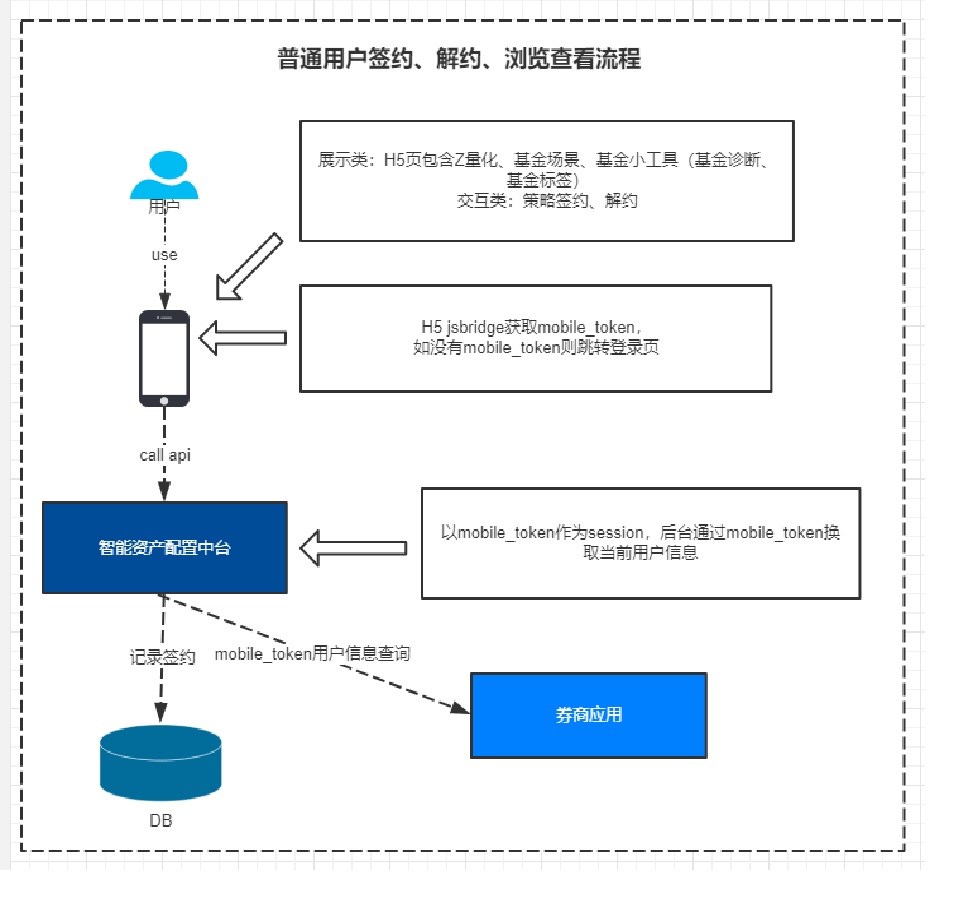 普通用户签约、解约、浏览查看流程
展示类：H5页包含Z量化、基金场景、基金小工具（基金诊断、
基金标签）
交互类：策略签约、解约
用户
use
H5 jsbridge获取mobile_token，
如没有mobile_token则跳转登录页
call api
智能资产配置中台
以mobile_token作为session，后台通过mobile_token换
取当前用户信息
记录签约
mobile_token用户信息查询
券商应用
DB